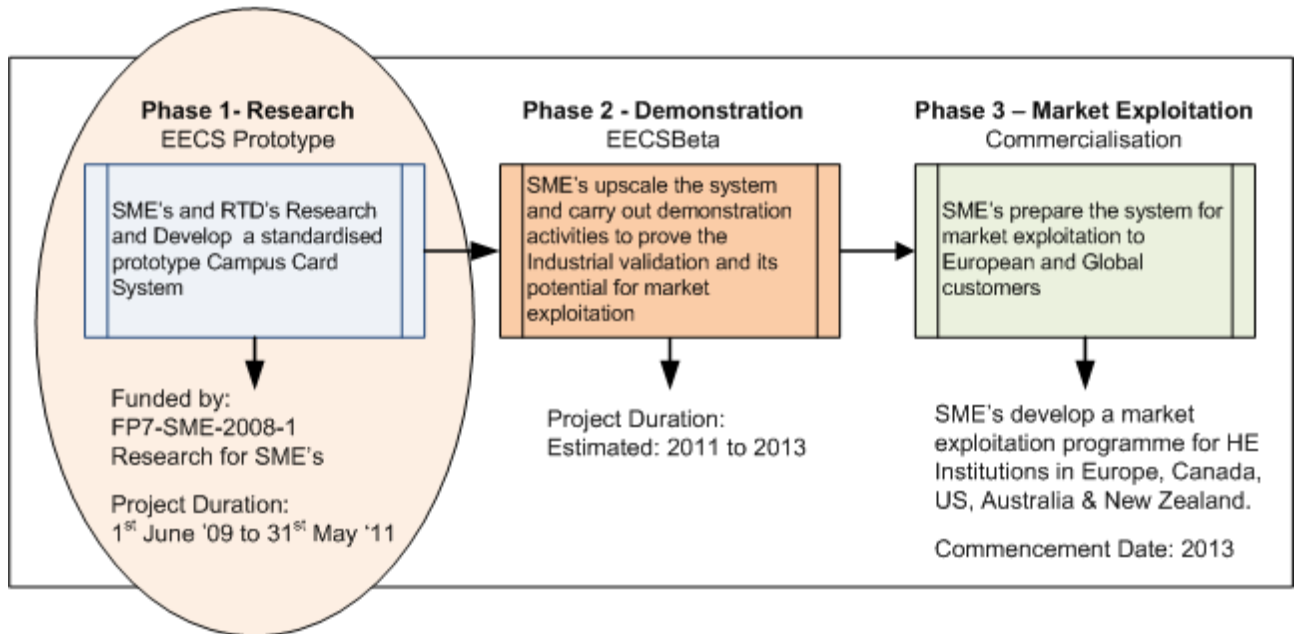 Phase 1- Research
EECS Prototype
SME's and RTD's Research
and Develop a standardised
prototype Campus Card
System
Funded by:
FP7-SME-2008-1
Research for SME's
Project Duration:
1st June '09 to 31st May '11
Phase 2 - Demonstration
EECSBeta
SME's upscale the system
and carry out demonstration
activities to prove the
Industrial validation and its
potential for market
exploitation
Project Duration:
Estimated: 2011 to 2013
Phase 3 – Market Exploitation
Commercialisation
SME's prepare the system for
market exploitation to
European and Global
customers
SME's develop a market
exploitation programme for HE
Institutions in Europe, Canada,
US, Australia & New Zealand.
Commencement Date: 2013